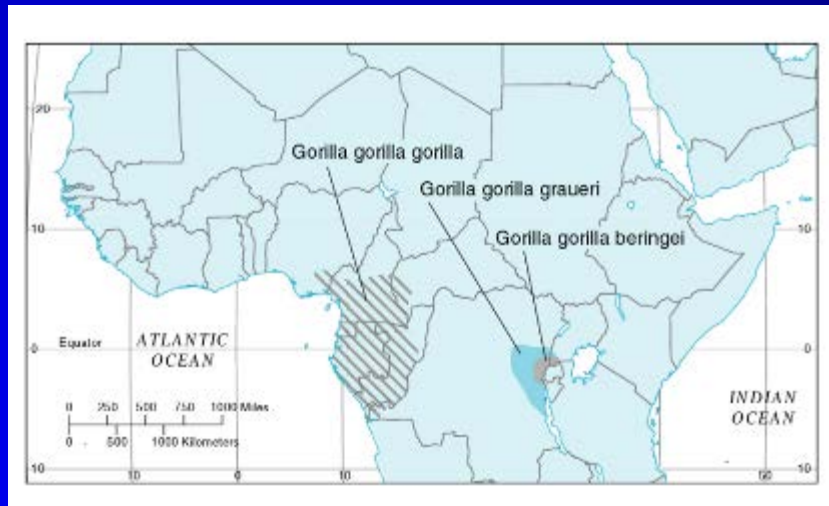 20
Gorilla gorilla gorilla
Gorilla gorilla graueri
10
Gorilla gorilla beringei
10
Equator
ATLANTIC
OCEAN
0
0
0 250 500 750 1000 Miles
0 500 1000 Kilometers
INDIAN
OCEAN
10
10
0
10
50
10